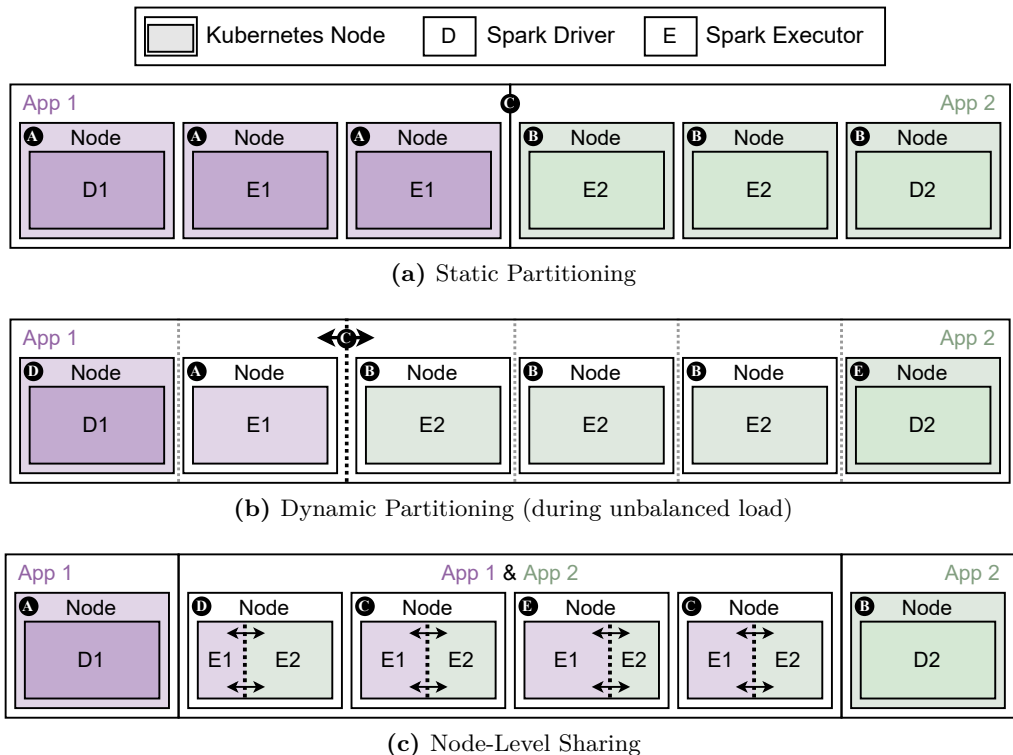 Kubernetes Node D Spark Driver E Spark Executor
App 1 C App 2
A Node A Node A Node B Node B Node B Node
D1 E1 E1 E2 E2 D2
(a) Static Partitioning
App 1 C App 2
D Node A Node B Node B Node B Node E Node
D1 E1 E2 E2 E2 D2
(b) Dynamic Partitioning (during unbalanced load)
App 1 App 1 & App 2 App 2
A Node D Node C Node E Node C Node B Node
D1 E1 E2 E1 E2 E1 E2 E1 E2 D2
(c) Node-Level Sharing